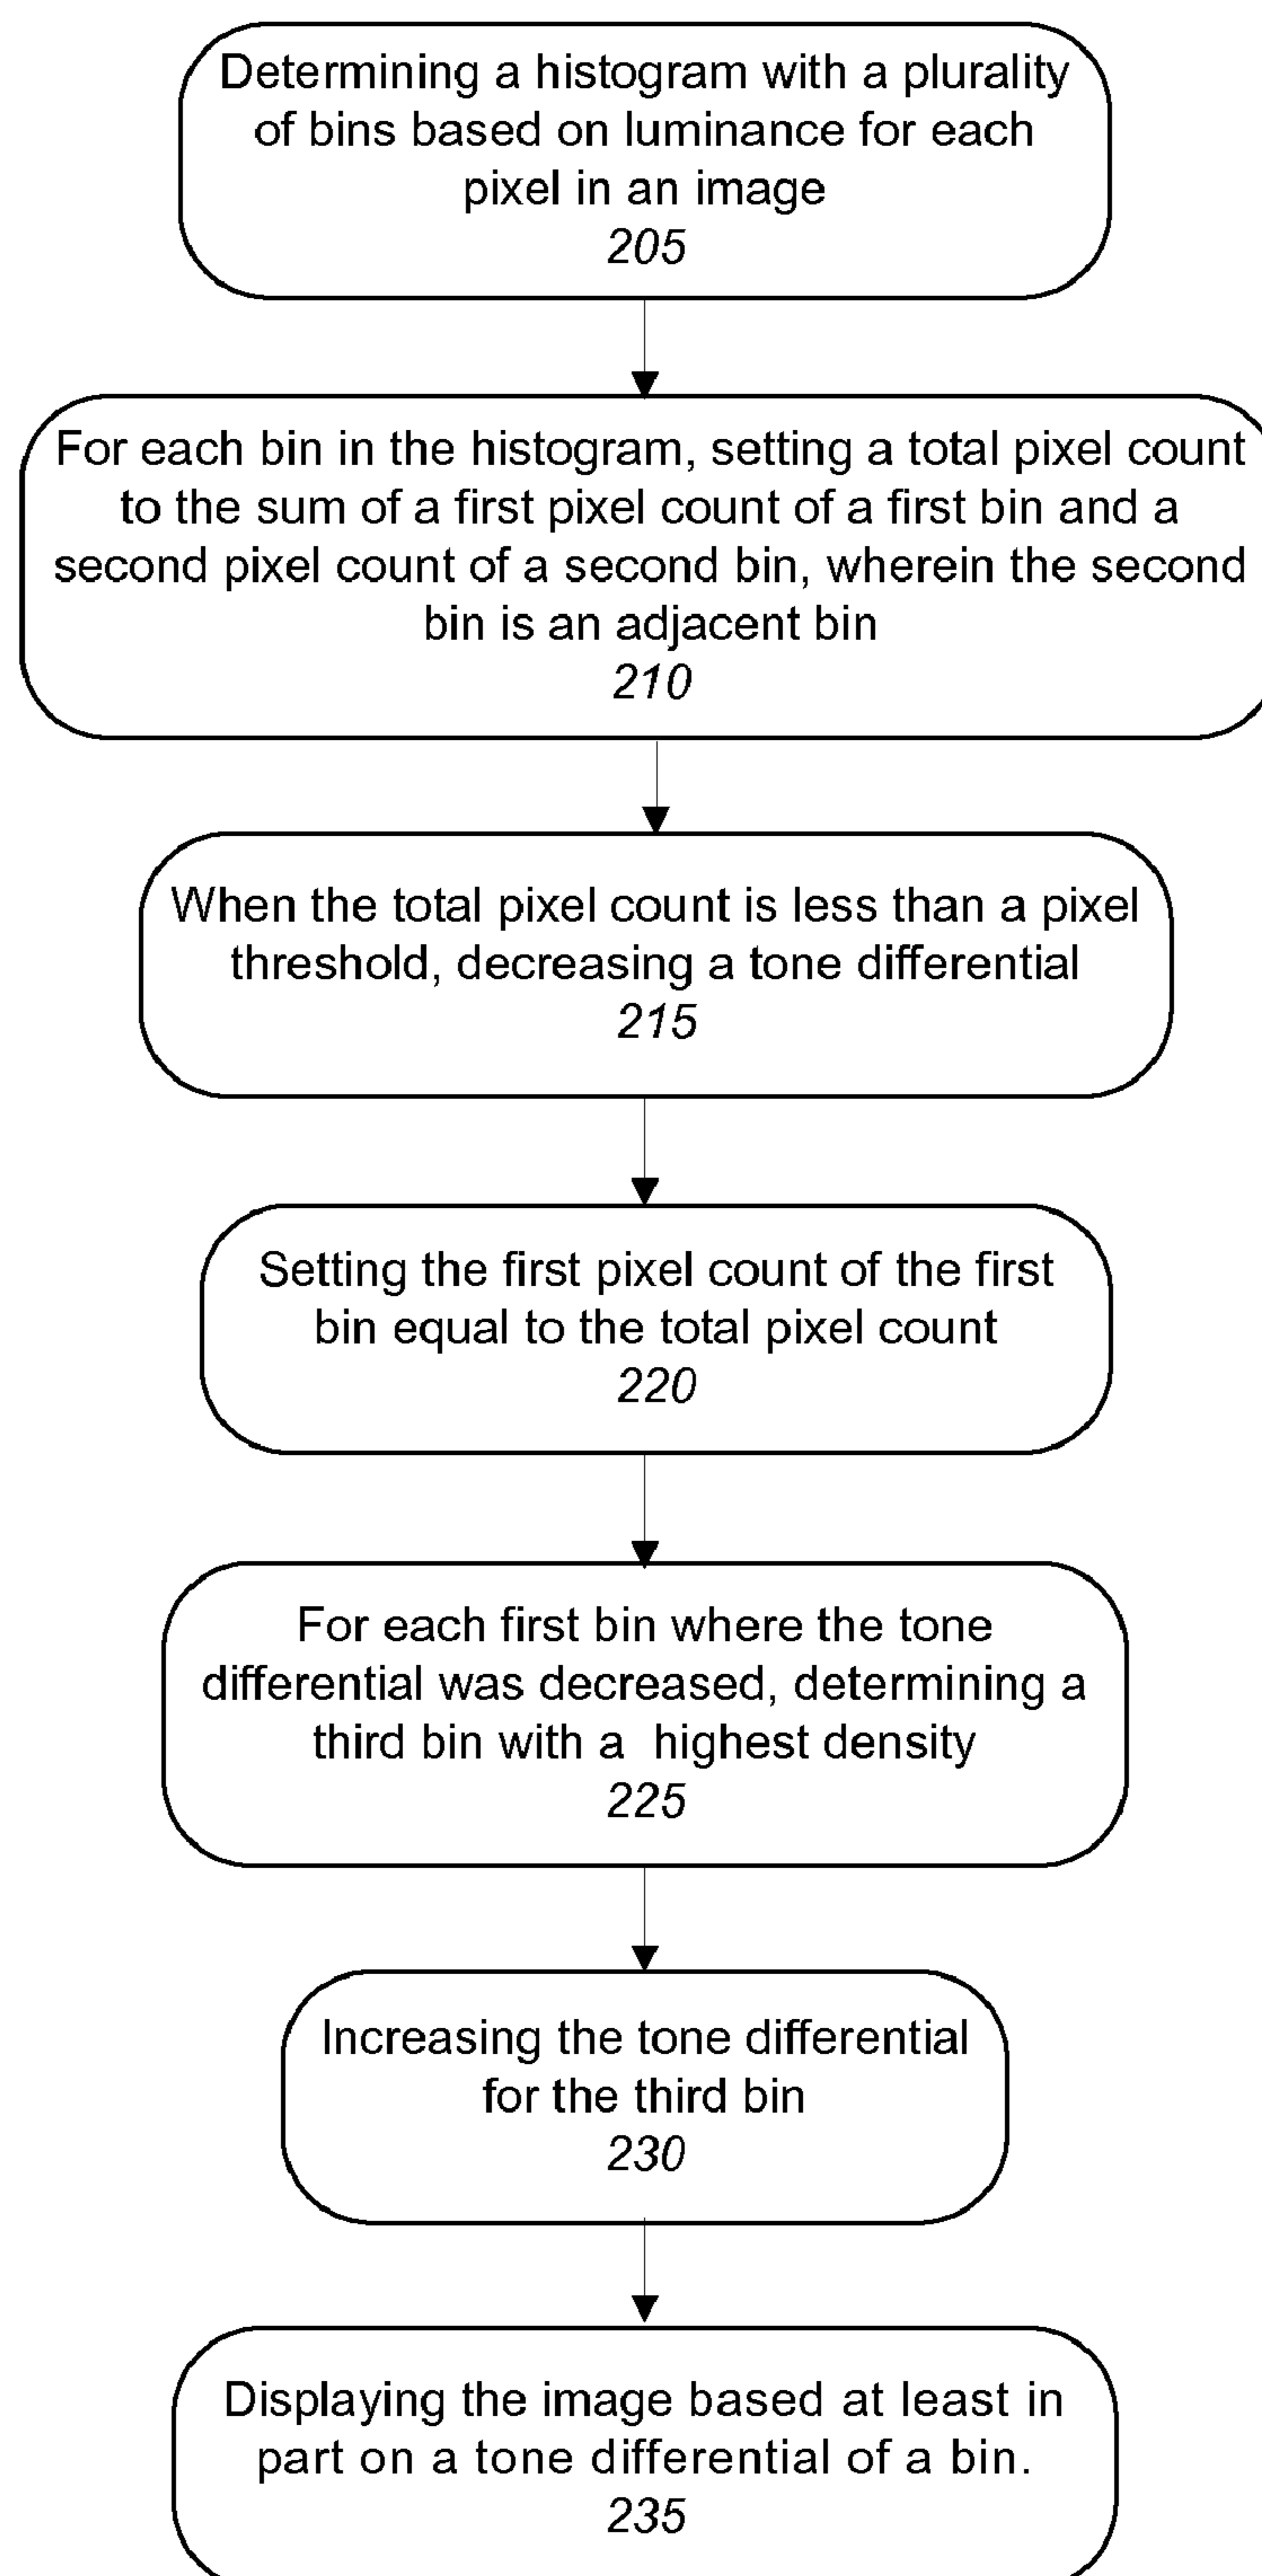 Determining a histogram with a plurality
of bins based on luminance for each
pixel in an image
205
For each bin in the histogram, setting a total pixel count
to the sum of a first pixel count of a first bin and a
second pixel count of a second bin, wherein the second
bin is an adjacent bin
210
When the total pixel count is less than a pixel
threshold, decreasing a tone differential
215
Setting the first pixel count of the first
bin equal to the total pixel count
220
For each first bin where the tone
differential was decreased, determining a
third bin with a highest density
225
Increasing the tone differential
for the third bin
230
Displaying the image based at least in
part on a tone differential of a bin.
235